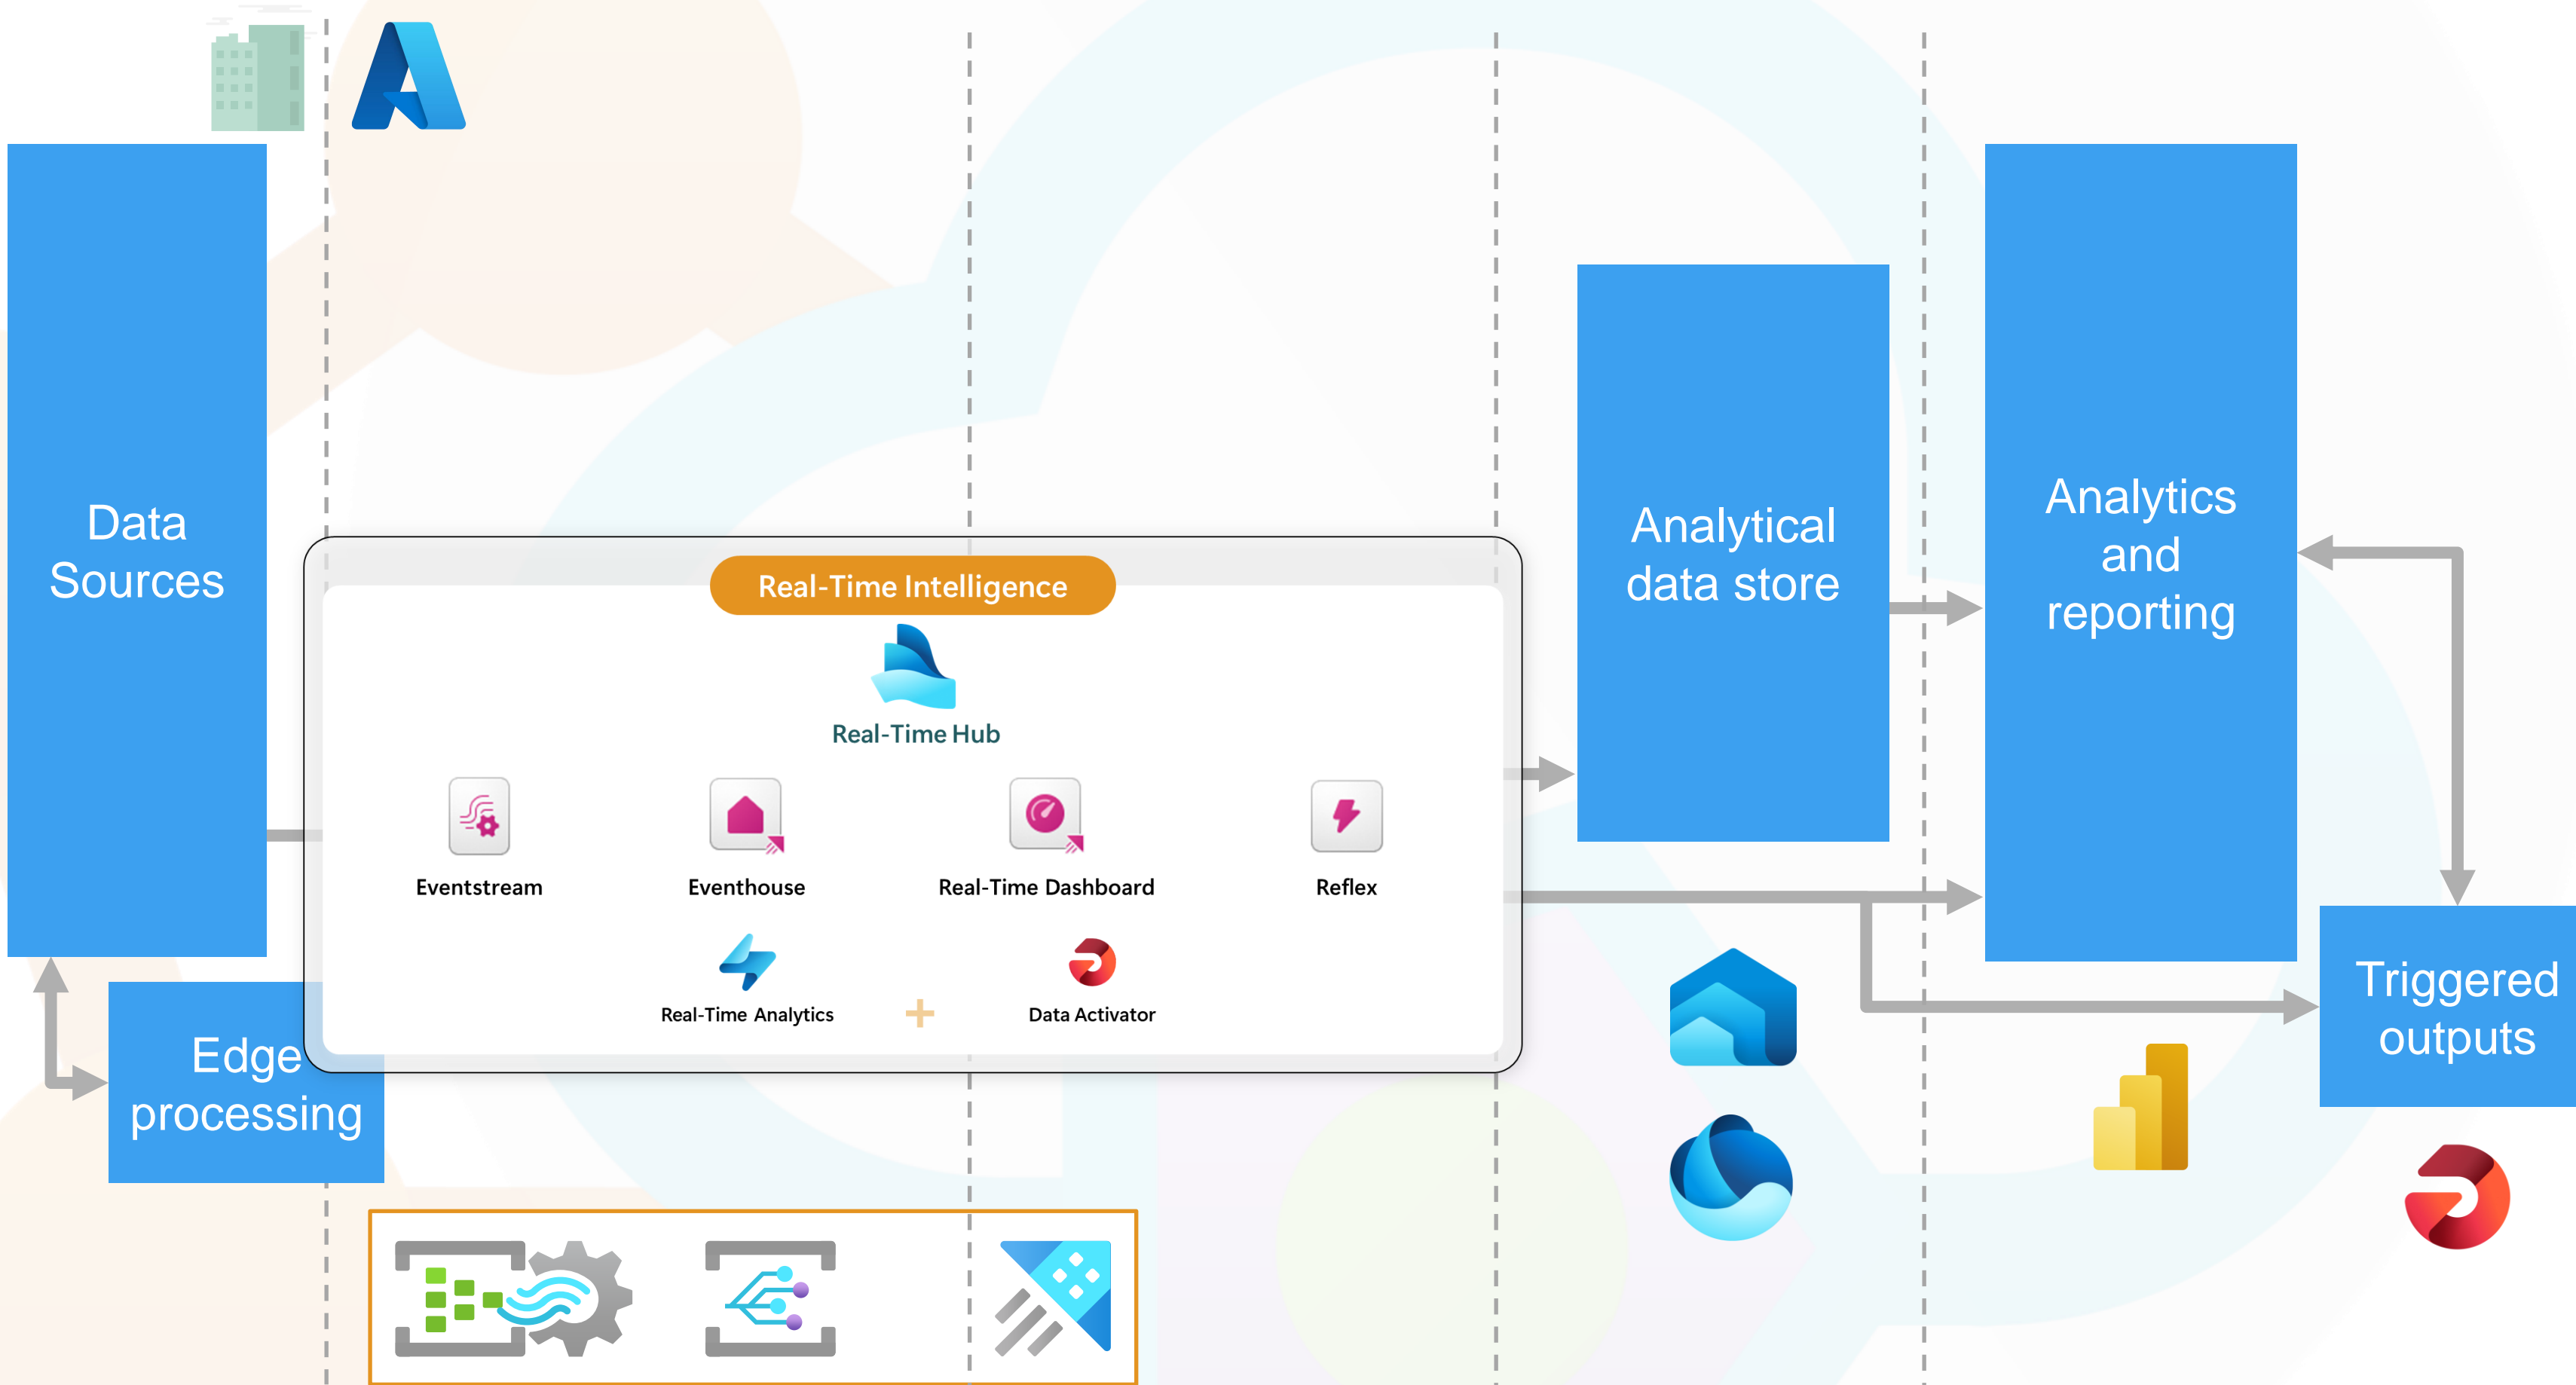 Data
Sources
Edge
processing
Real-Time Intelligence
Real-Time Hub
Eventstream
Eventhouse
Real-Time Dashboard
Reflex
Real-Time Analytics
+
Data Activator
Analytical
data store
Analytics
and
reporting
Triggered
outputs